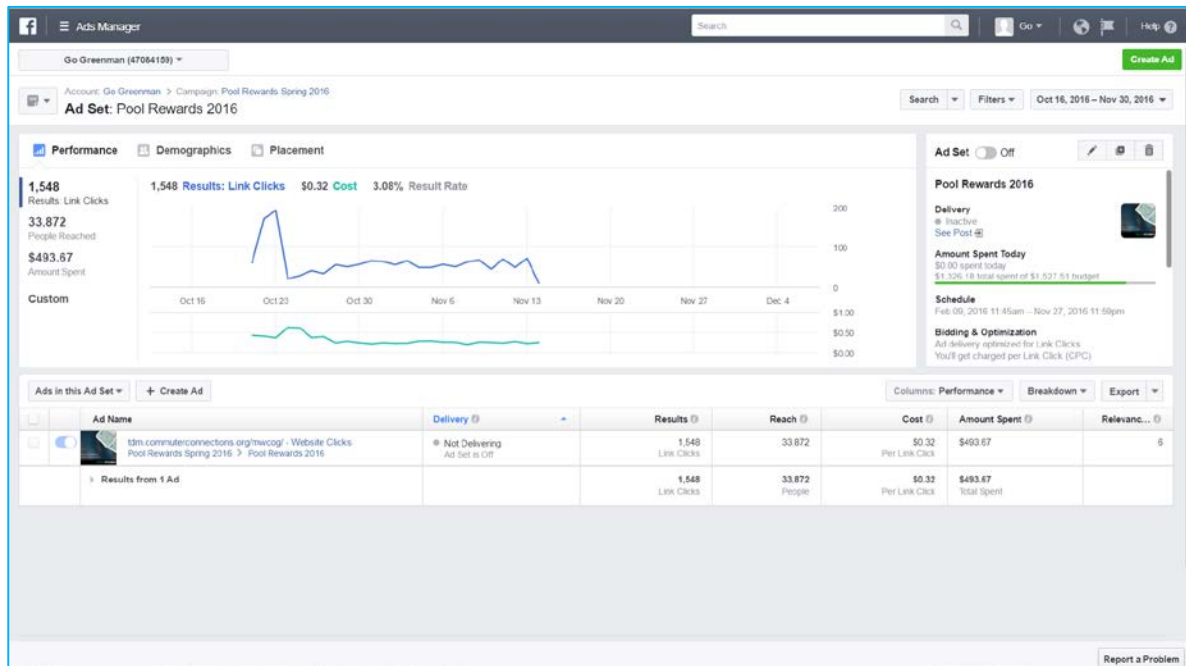 Ads Manager
Search
Go
Help
Go Greenman (47084159)
Create Ad
Account: Go Greenman > Campaign: Pool Rewards Spring 2016
Ad Set: Pool Rewards 2016
Search
Filters
Oct 16, 2016 – Nov 30, 2016
Performance
Demographics
Placement
1,548
Results: Link Clicks
33,872
People Reached
$493.67
Amount Spent
Custom
1,548 Results: Link Clicks $0.32 Cost 3.08% Result Rate
200
100
0
Oct 16 Oct 23 Oct 30 Nov 6 Nov 13 Nov 20 Nov 27 Dec 4
$1.00
$0.50
$0.00
Ad Set Off
Pool Rewards 2016
Delivery
Inactive
See Post
Amount Spent Today
$0.00 spent today
$1,326.18 total spent of $1,527.51 budget
Schedule
Feb 09, 2016 11:45am – Nov 27, 2016 11:59pm
Bidding & Optimization
Ad delivery optimized for Link Clicks
You'll get charged per Link Click (CPC)
Ads in this Ad Set
+ Create Ad
Columns: Performance
Breakdown
Export
Ad Name Delivery Results Reach Cost Amount Spent Relevanc...
tdm.commuterconnections.org/mwcog/ - Website Clicks
Pool Rewards Spring 2016 > Pool Rewards 2016
Not Delivering
Ad Set is Off
1,548
Link Clicks
33,872
$0.32
Per Link Click
$493.67
6
Results from 1 Ad
1,548
Link Clicks
33,872
People
$0.32
Per Link Click
$493.67
Total Spent
Report a Problem